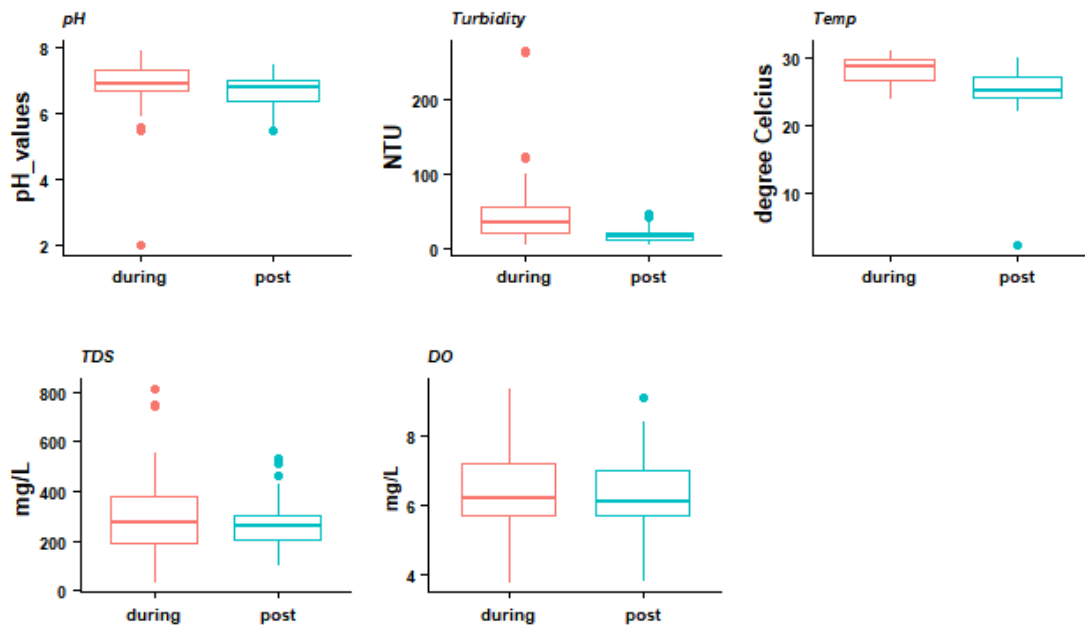 pH
pH_values
8
6
4
2
during
post
Turbidity
NTU
200
100
0
during
post
Temp
degree Celcius
30
20
10
during
post
TDS
mg/L
800
600
400
200
0
during
post
DO
mg/L
8
6
4
during
post